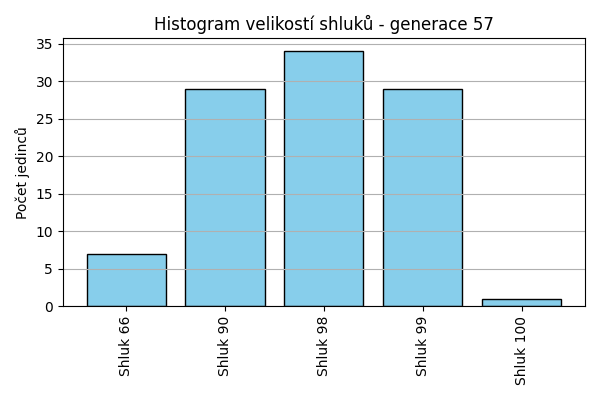 Histogram velikostí shluků - generace 57
Počet jedinců
35
30
25
20
15
10
5
0
Shluk 66
Shluk 90
Shluk 98
Shluk 99
Shluk 100